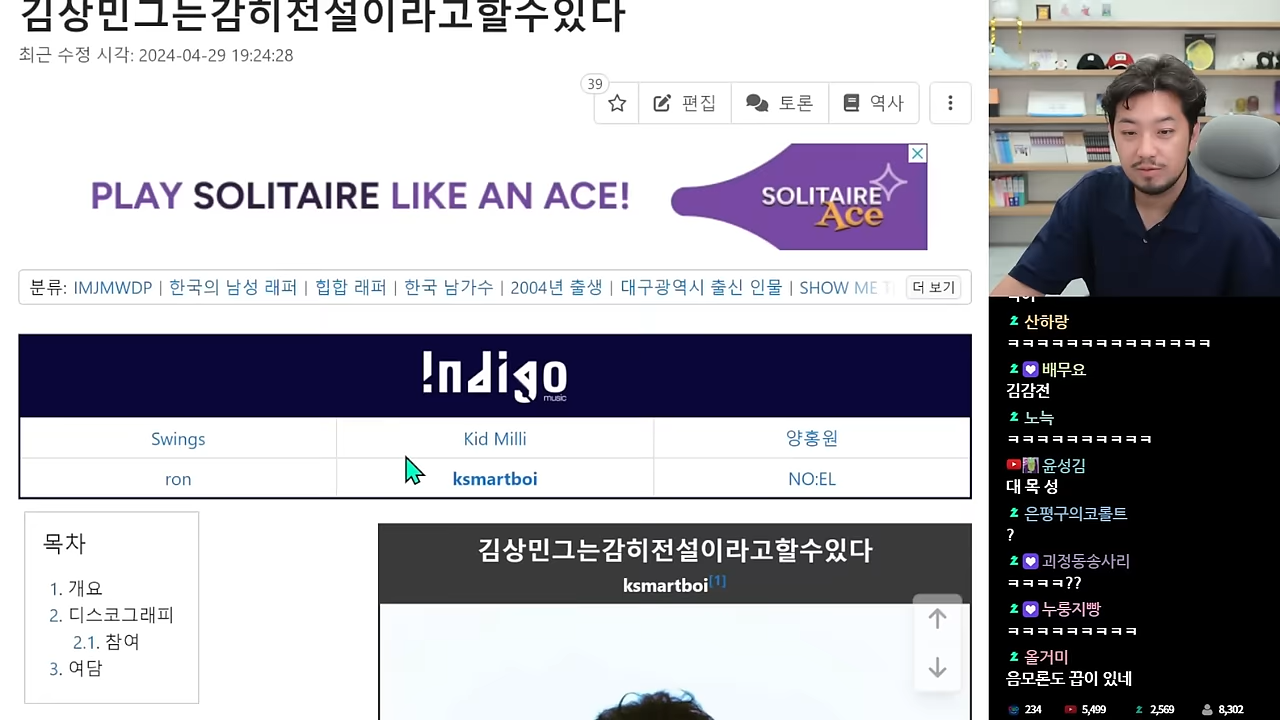 김상민그는감히전설이라고할수있다
최근 수정 시각: 2024-04-29 19:24:28
39
편집
토론
역사
PLAY SOLITAIRE LIKE AN ACE!
SOLITAIRE
Ace
분류: IMJMWDP | 한국의 남성 래퍼 | 힙합 래퍼 | 한국 남가수 | 2004년 출생 | 대구광역시 출신 인물 | SHOW ME
더 보기
!ndigo
music
Swings
Kid Milli
양홍원
ron
ksmartboi
NO:EL
목차
1. 개요
2. 디스코그래피
2.1. 참여
3. 여담
김상민그는감히전설이라고할수있다
ksmartboi[1]
산하랑
ㅋㅋㅋㅋㅋㅋㅋㅋㅋㅋㅋㅋㅋㅋ
배무요
김감전
노늑
ㅋㅋㅋㅋㅋㅋㅋㅋㅋㅋ
윤성김
대 목 성
은평구의코롤트
?
괴정동송사리
ㅋㅋㅋㅋ??
누룽지빵
ㅋㅋㅋㅋㅋㅋㅋㅋㅋ
올거미
음모론도 끕이 있네
234
5,499
2,569
8,302